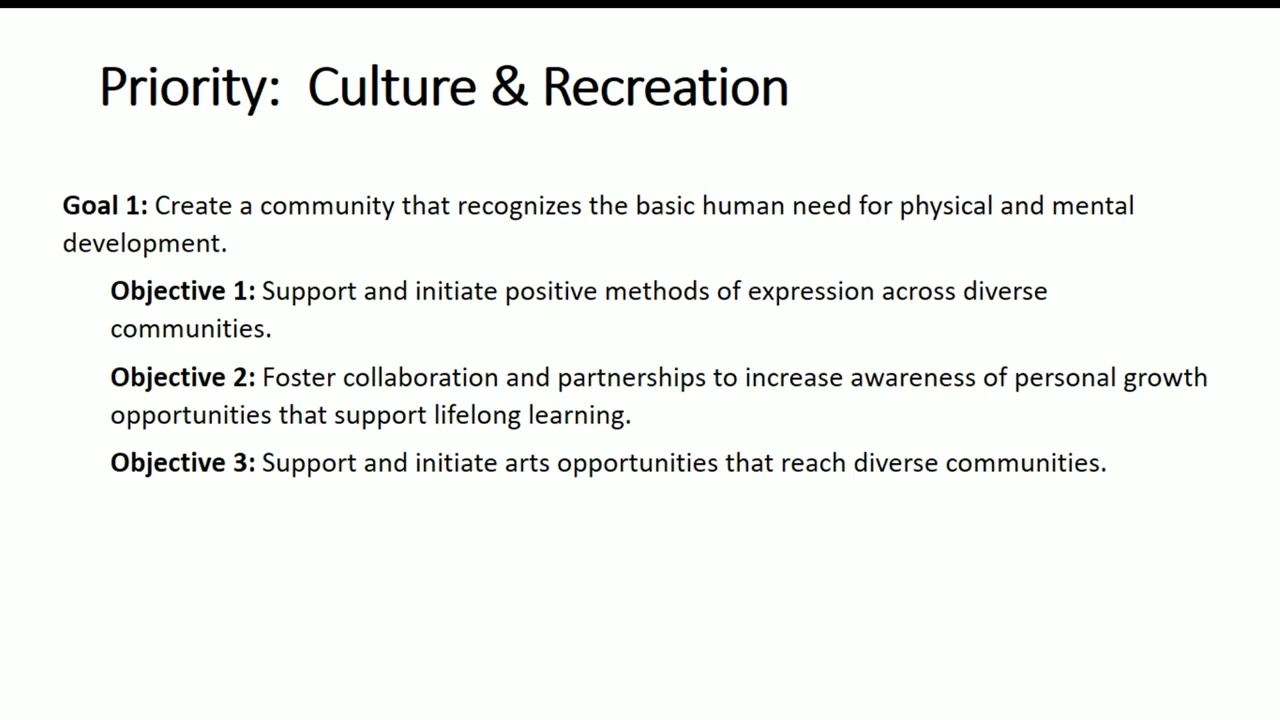 Priority: Culture & Recreation
Goal 1: Create a community that recognizes the basic human need for physical and mental
development.
Objective 1: Support and initiate positive methods of expression across diverse
communities.
Objective 2: Foster collaboration and partnerships to increase awareness of personal growth
opportunities that support lifelong learning.
Objective 3: Support and initiate arts opportunities that reach diverse communities.